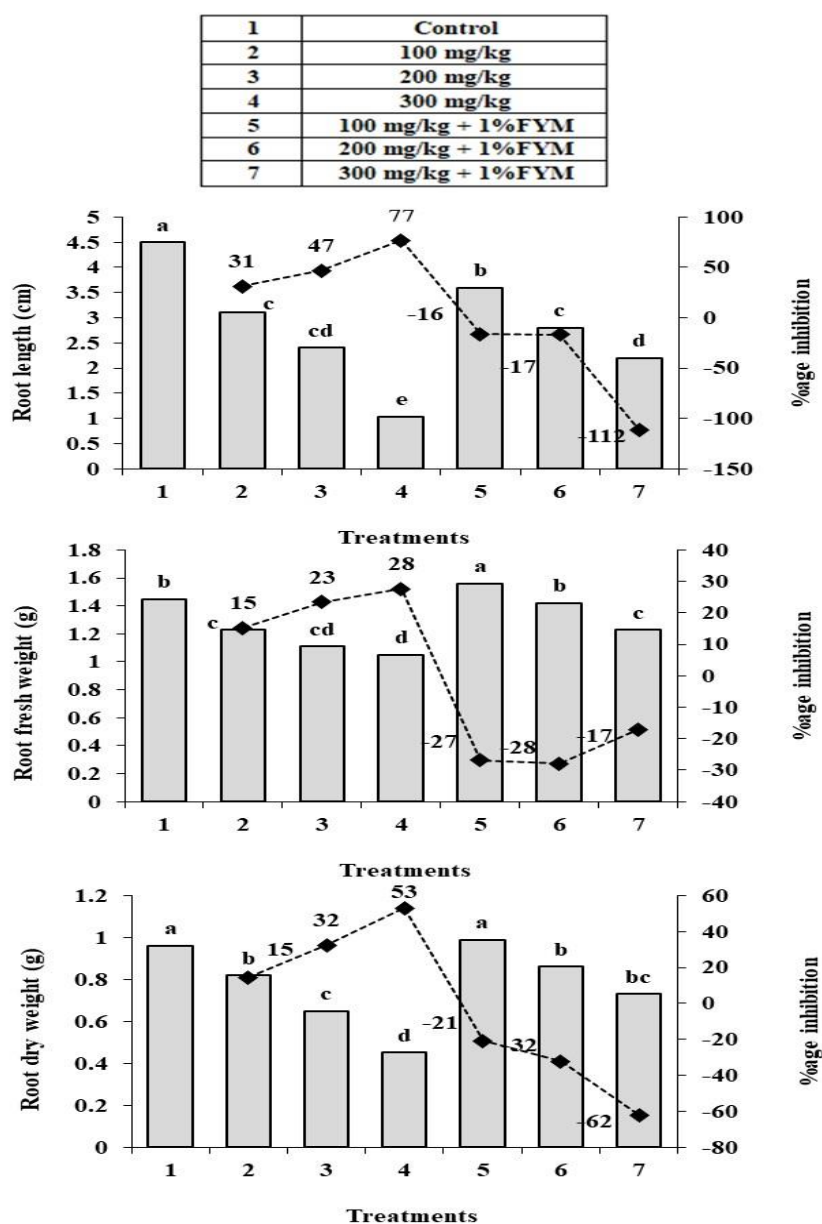 1 Control
2 100 mg/kg
3 200 mg/kg
4 300 mg/kg
5 100 mg/kg + 1%FYM
6 200 mg/kg + 1%FYM
7 300 mg/kg + 1%FYM
Root length (cm)
5
4.5
4
3.5
3
2.5
2
1.5
1
0.5
0
a
31
c
47
cd
77
e
-16
b
-17
c
-112
d
100
50
0
-50
-100
-150
%age inhibition
1 2 3 4 5 6 7
Treatments
Root fresh weight (g)
1.8
1.6
1.4
1.2
1
0.8
0.6
0.4
0.2
0
b
c
15
23
cd
28
d
-27
a
-28
b
-17
c
40
30
20
10
0
-10
-20
-30
-40
%age inhibition
1 2 3 4 5 6 7
Treatments
Root dry weight (g)
1.2
1
0.8
0.6
0.4
0.2
0
a
b
15
32
c
53
d
-21
a
32
b
-62
bc
60
40
20
0
-20
-40
-60
-80
%age inhibition
1 2 3 4 5 6 7
Treatments